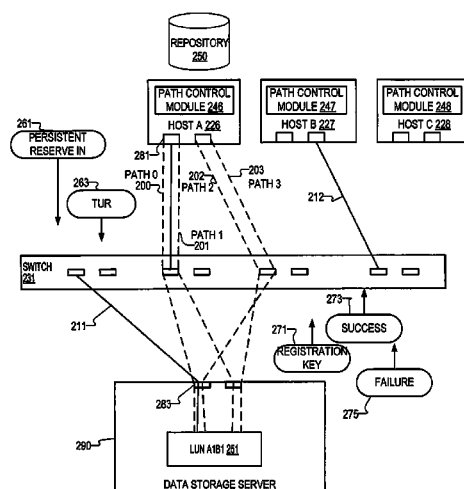 REPOSITORY
250
PATH CONTROL
MODULE 246
HOST A 226
PATH CONTROL
MODULE 247
HOST B 227
PATH CONTROL
MODULE 248
HOST C 228
261
PERSISTENT
RESERVE IN
281
263
TUR
PATH 0
200
202
PATH 2
203
PATH 3
PATH 1
201
212
SWITCH
231
211
273
SUCCESS
271
REGISTRATION
KEY
FAILURE
275
283
290
LUN A1B1 251
DATA STORAGE SERVER